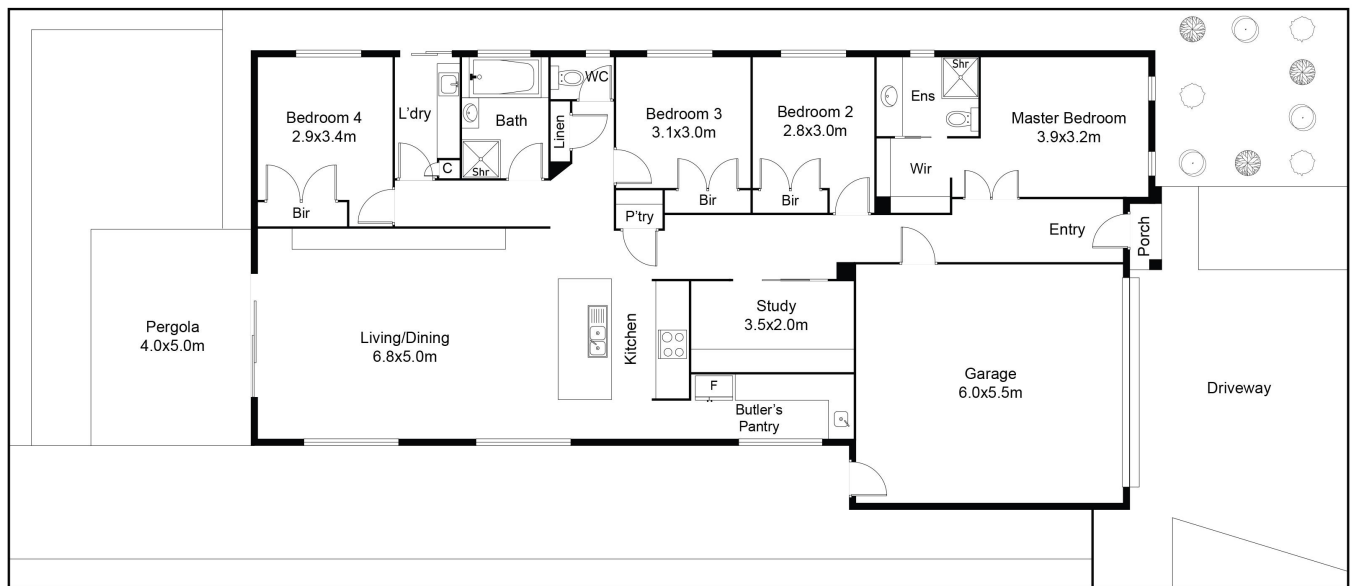 Bedroom 4
2.9x3.4m
Bir
L'dry
C
Bath
Shr
WC
Linen
Bedroom 3
3.1x3.0m
Bir
Bedroom 2
2.8x3.0m
Bir
Ens
Shr
Wir
Master Bedroom
3.9x3.2m
P'try
Entry
Porch
Pergola
4.0x5.0m
Living/Dining
6.8x5.0m
Kitchen
Study
3.5x2.0m
F
Butler's
Pantry
Garage
6.0x5.5m
Driveway